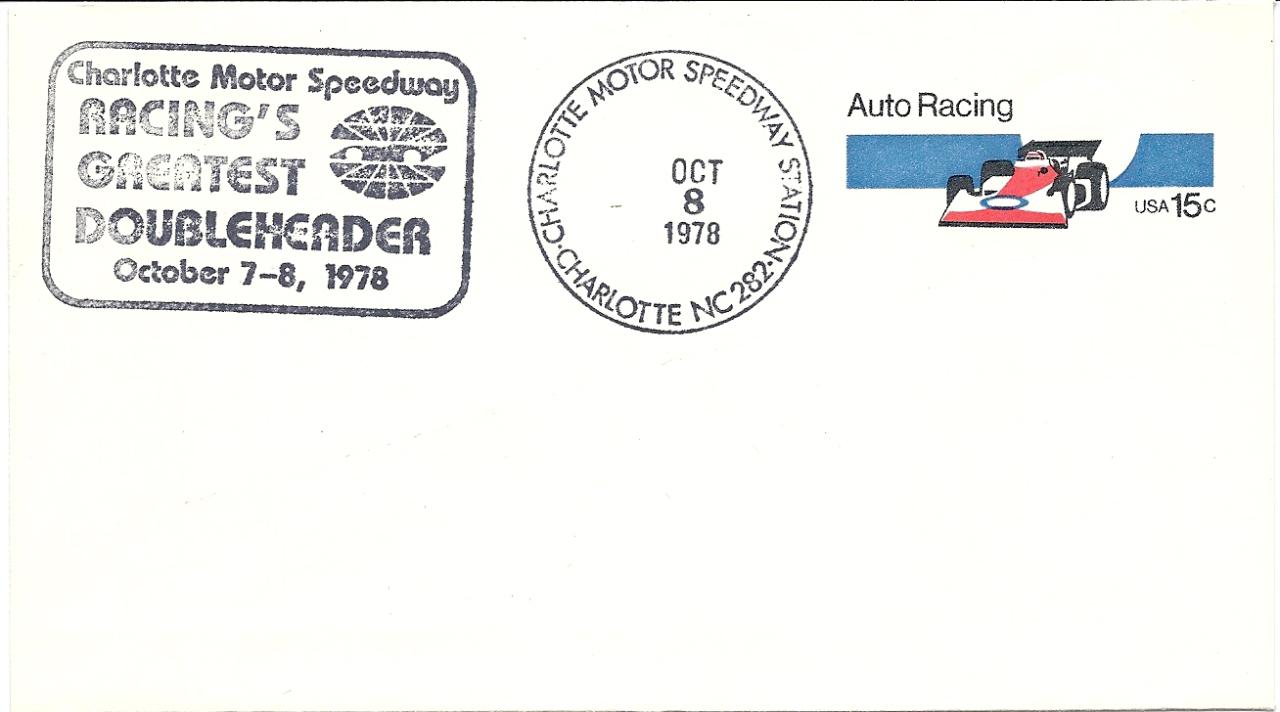 Charlotte Motor Speedway
RACING'S
GREATEST
DOUBLEHEADER
October 7–8, 1978
CHARLOTTE MOTOR SPEEDWAY STATION
OCT
8
1978
CHARLOTTE NC 282
Auto Racing
USA 15c